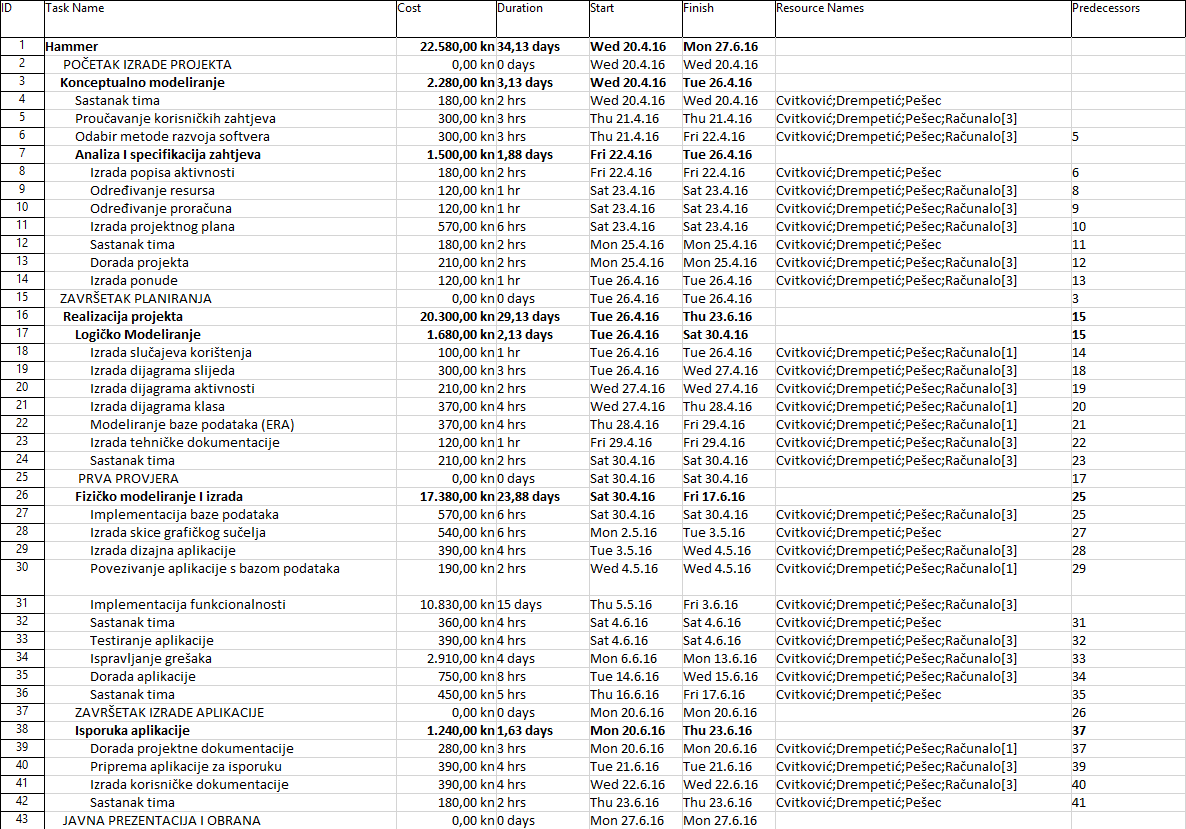 ID Task Name Cost Duration Start Finish Resource Names Predecessors
1 Hammer 22.580,00 kn 34,13 days Wed 20.4.16 Mon 27.6.16
2 POČETAK IZRADE PROJEKTA 0,00 kn 0 days Wed 20.4.16 Wed 20.4.16
3 Konceptualno modeliranje 2.280,00 kn 3,13 days Wed 20.4.16 Tue 26.4.16
4 Sastanak tima 180,00 kn 2 hrs Wed 20.4.16 Wed 20.4.16 Cvitković;Drempetić;Pešec
5 Proučavanje korisničkih zahtjeva 300,00 kn 3 hrs Thu 21.4.16 Thu 21.4.16 Cvitković;Drempetić;Pešec;Računalo[3]
6 Odabir metode razvoja softvera 300,00 kn 3 hrs Thu 21.4.16 Fri 22.4.16 Cvitković;Drempetić;Pešec;Računalo[3] 5
7 Analiza I specifikacija zahtjeva 1.500,00 kn 1,88 days Fri 22.4.16 Tue 26.4.16
8 Izrada popisa aktivnosti 180,00 kn 2 hrs Fri 22.4.16 Fri 22.4.16 Cvitković;Drempetić;Pešec 6
9 Određivanje resursa 120,00 kn 1 hr Sat 23.4.16 Sat 23.4.16 Cvitković;Drempetić;Pešec;Računalo[3] 8
10 Određivanje proračuna 120,00 kn 1 hr Sat 23.4.16 Sat 23.4.16 Cvitković;Drempetić;Pešec;Računalo[3] 9
11 Izrada projektnog plana 570,00 kn 6 hrs Sat 23.4.16 Sat 23.4.16 Cvitković;Drempetić;Pešec;Računalo[3] 10
12 Sastanak tima 180,00 kn 2 hrs Mon 25.4.16 Mon 25.4.16 Cvitković;Drempetić;Pešec 11
13 Dorada projekta 210,00 kn 2 hrs Mon 25.4.16 Mon 25.4.16 Cvitković;Drempetić;Pešec;Računalo[3] 12
14 Izrada ponude 120,00 kn 1 hr Tue 26.4.16 Tue 26.4.16 Cvitković;Drempetić;Pešec;Računalo[3] 13
15 ZAVRŠETAK PLANIRANJA 0,00 kn 0 days Tue 26.4.16 Tue 26.4.16 3
16 Realizacija projekta 20.300,00 kn 29,13 days Tue 26.4.16 Thu 23.6.16 15
17 Logičko Modeliranje 1.680,00 kn 2,13 days Tue 26.4.16 Sat 30.4.16 15
18 Izrada slučajeva korištenja 100,00 kn 1 hr Tue 26.4.16 Tue 26.4.16 Cvitković;Drempetić;Pešec;Računalo[1] 14
19 Izrada dijagrama slijeda 300,00 kn 3 hrs Tue 26.4.16 Wed 27.4.16 Cvitković;Drempetić;Pešec;Računalo[3] 18
20 Izrada dijagrama aktivnosti 210,00 kn 2 hrs Wed 27.4.16 Wed 27.4.16 Cvitković;Drempetić;Pešec;Računalo[3] 19
21 Izrada dijagrama klasa 370,00 kn 4 hrs Wed 27.4.16 Thu 28.4.16 Cvitković;Drempetić;Pešec;Računalo[1] 20
22 Modeliranje baze podataka (ERA) 370,00 kn 4 hrs Thu 28.4.16 Fri 29.4.16 Cvitković;Drempetić;Pešec;Računalo[1] 21
23 Izrada tehničke dokumentacije 120,00 kn 1 hr Fri 29.4.16 Fri 29.4.16 Cvitković;Drempetić;Pešec;Računalo[3] 22
24 Sastanak tima 210,00 kn 2 hrs Sat 30.4.16 Sat 30.4.16 Cvitković;Drempetić;Pešec;Računalo[3] 23
25 PRVA PROVJERA 0,00 kn 0 days Sat 30.4.16 Sat 30.4.16 17
26 Fizičko modeliranje I izrada 17.380,00 kn 23,88 days Sat 30.4.16 Fri 17.6.16 25
27 Implementacija baze podataka 570,00 kn 6 hrs Sat 30.4.16 Sat 30.4.16 Cvitković;Drempetić;Pešec;Računalo[3] 25
28 Izrada skice grafičkog sučelja 540,00 kn 6 hrs Mon 2.5.16 Tue 3.5.16 Cvitković;Drempetić;Pešec 27
29 Izrada dizajna aplikacije 390,00 kn 4 hrs Tue 3.5.16 Wed 4.5.16 Cvitković;Drempetić;Pešec;Računalo[3] 28
30 Povezivanje aplikacije s bazom podataka 190,00 kn 2 hrs Wed 4.5.16 Wed 4.5.16 Cvitković;Drempetić;Pešec;Računalo[1] 29
31 Implementacija funkcionalnosti 10.830,00 kn 15 days Thu 5.5.16 Fri 3.6.16 Cvitković;Drempetić;Pešec;Računalo[3]
32 Sastanak tima 360,00 kn 4 hrs Sat 4.6.16 Sat 4.6.16 Cvitković;Drempetić;Pešec 31
33 Testiranje aplikacije 390,00 kn 4 hrs Sat 4.6.16 Sat 4.6.16 Cvitković;Drempetić;Pešec;Računalo[3] 32
34 Ispravljanje grešaka 2.910,00 kn 4 days Mon 6.6.16 Mon 13.6.16 Cvitković;Drempetić;Pešec;Računalo[3] 33
35 Dorada aplikacije 750,00 kn 8 hrs Tue 14.6.16 Wed 15.6.16 Cvitković;Drempetić;Pešec;Računalo[3] 34
36 Sastanak tima 450,00 kn 5 hrs Thu 16.6.16 Fri 17.6.16 Cvitković;Drempetić;Pešec 35
37 ZAVRŠETAK IZRADE APLIKACIJE 0,00 kn 0 days Mon 20.6.16 Mon 20.6.16 26
38 Isporuka aplikacije 1.240,00 kn 1,63 days Mon 20.6.16 Thu 23.6.16 37
39 Dorada projektne dokumentacije 280,00 kn 3 hrs Mon 20.6.16 Mon 20.6.16 Cvitković;Drempetić;Pešec;Računalo[1] 37
40 Priprema aplikacije za isporuku 390,00 kn 4 hrs Tue 21.6.16 Tue 21.6.16 Cvitković;Drempetić;Pešec;Računalo[3] 39
41 Izrada korisničke dokumentacije 390,00 kn 4 hrs Wed 22.6.16 Wed 22.6.16 Cvitković;Drempetić;Pešec;Računalo[3] 40
42 Sastanak tima 180,00 kn 2 hrs Thu 23.6.16 Thu 23.6.16 Cvitković;Drempetić;Pešec 41
43 JAVNA PREZENTACIJA I OBRANA 0,00 kn 0 days Mon 27.6.16 Mon 27.6.16